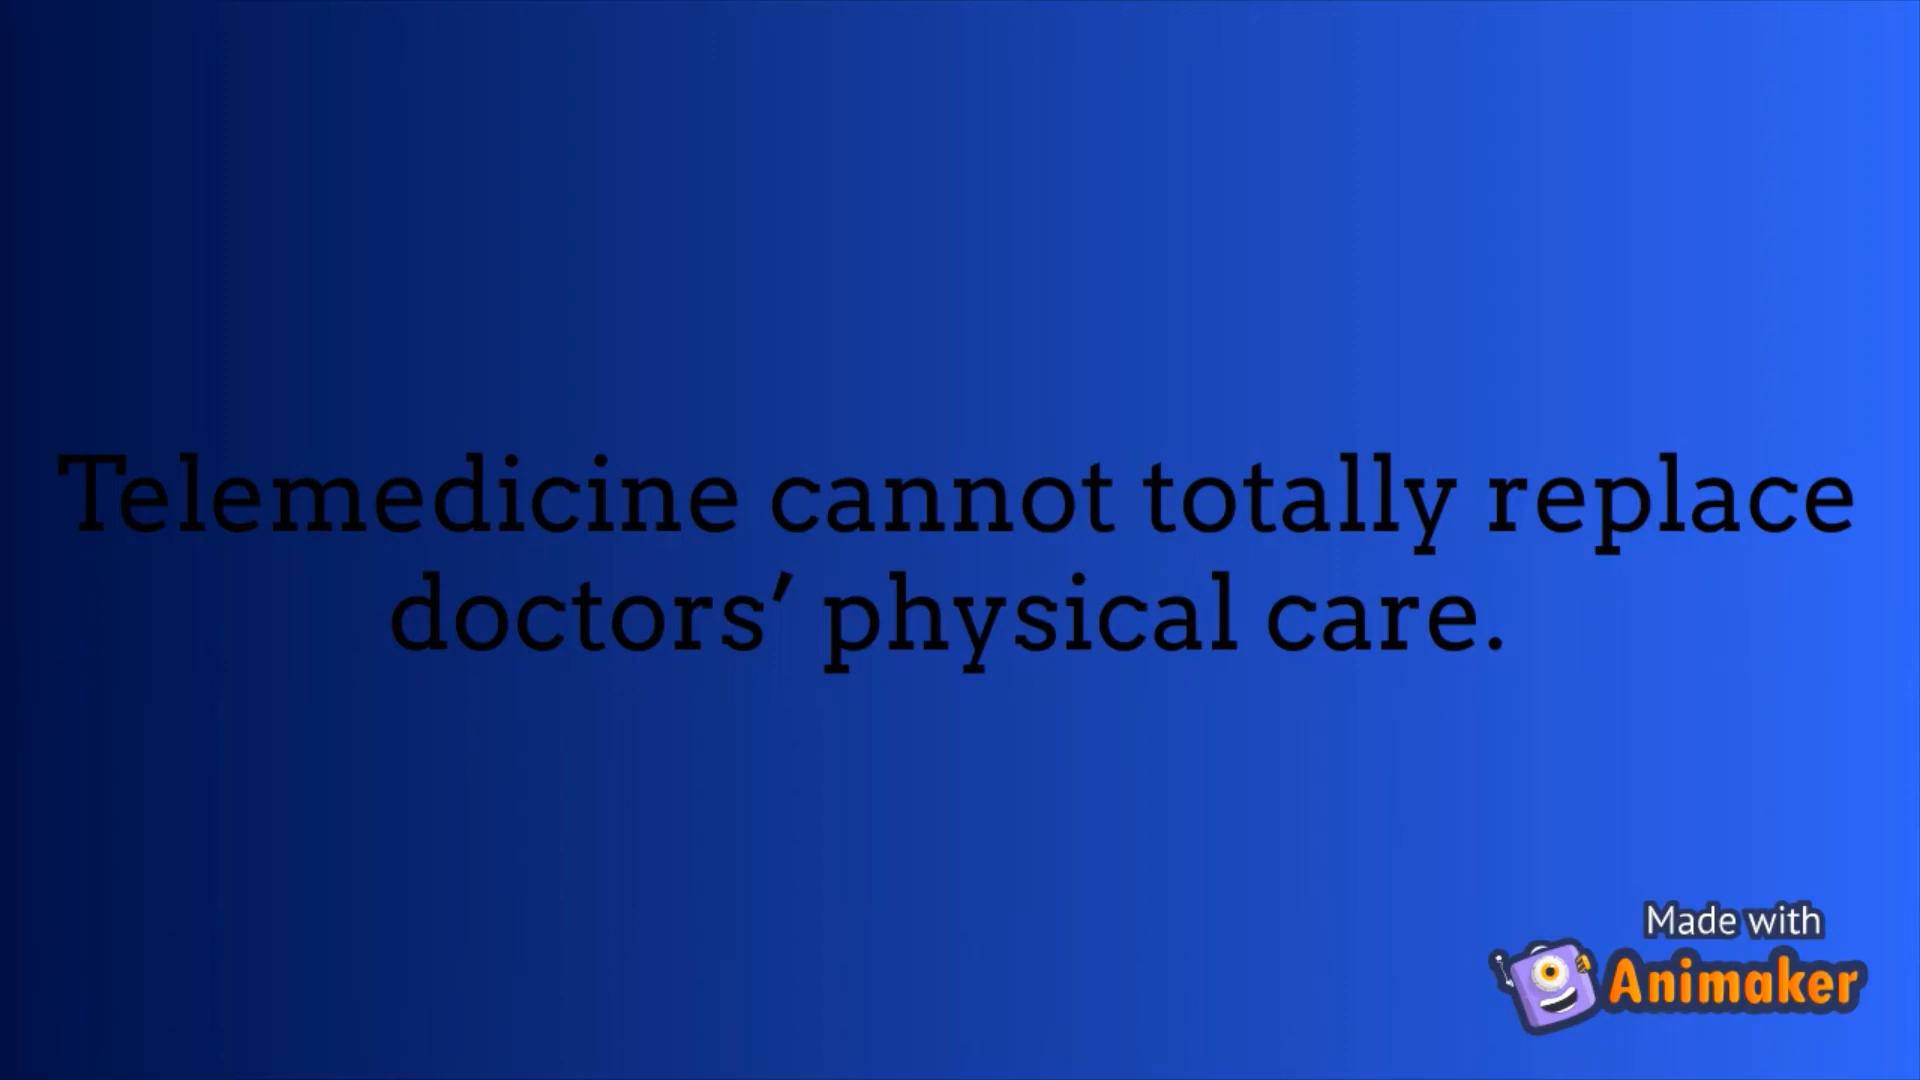 Telemedicine cannot totally replace
doctors’ physical care.
Made with
Animaker